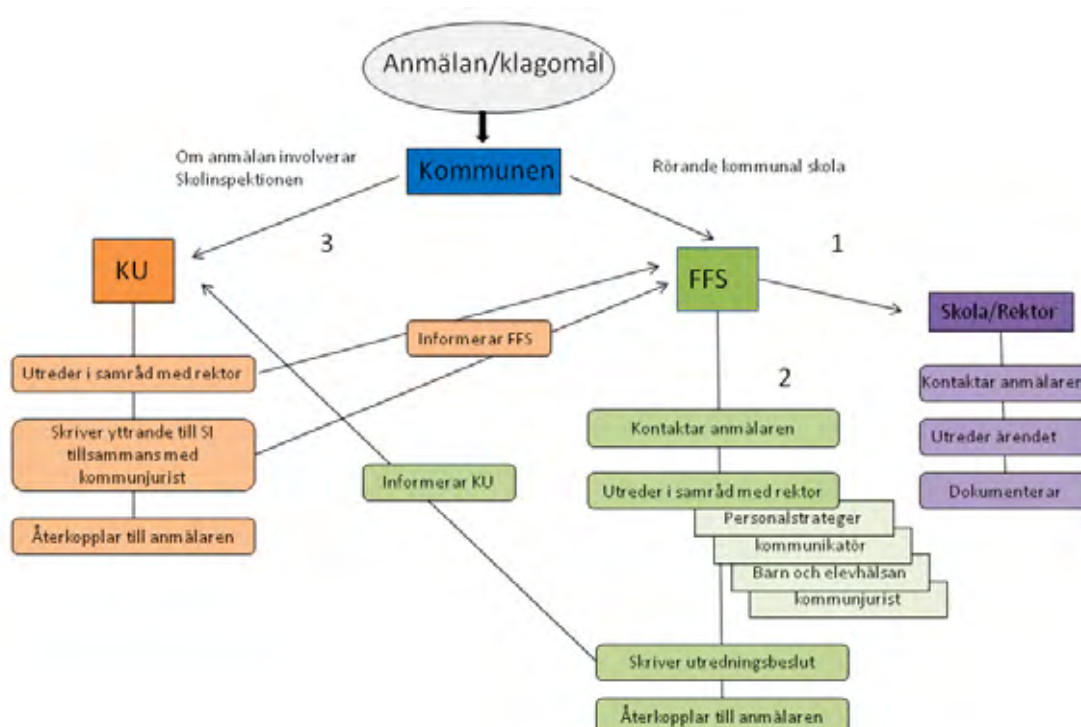 Anmälan/klagomål
Om anmälan involverar
Skolinspektionen
Kommunen
Rörande kommunal skola
3
1
KU
FFS
Skola/Rektor
Informerar FFS
Utreder i samråd med rektor
2
Kontaktar anmälaren
Skriver yttrande till SI
tillsammans med
kommunjurist
Kontaktar anmälaren
Utreder ärendet
Informerar KU
Utreder i samråd med rektor
Dokumenterar
Personalstrateger
Återkopplar till anmälaren
kommunikatör
Barn och elevhälsan
kommunjurist
Skriver utredningsbeslut
Återkopplar till anmälaren